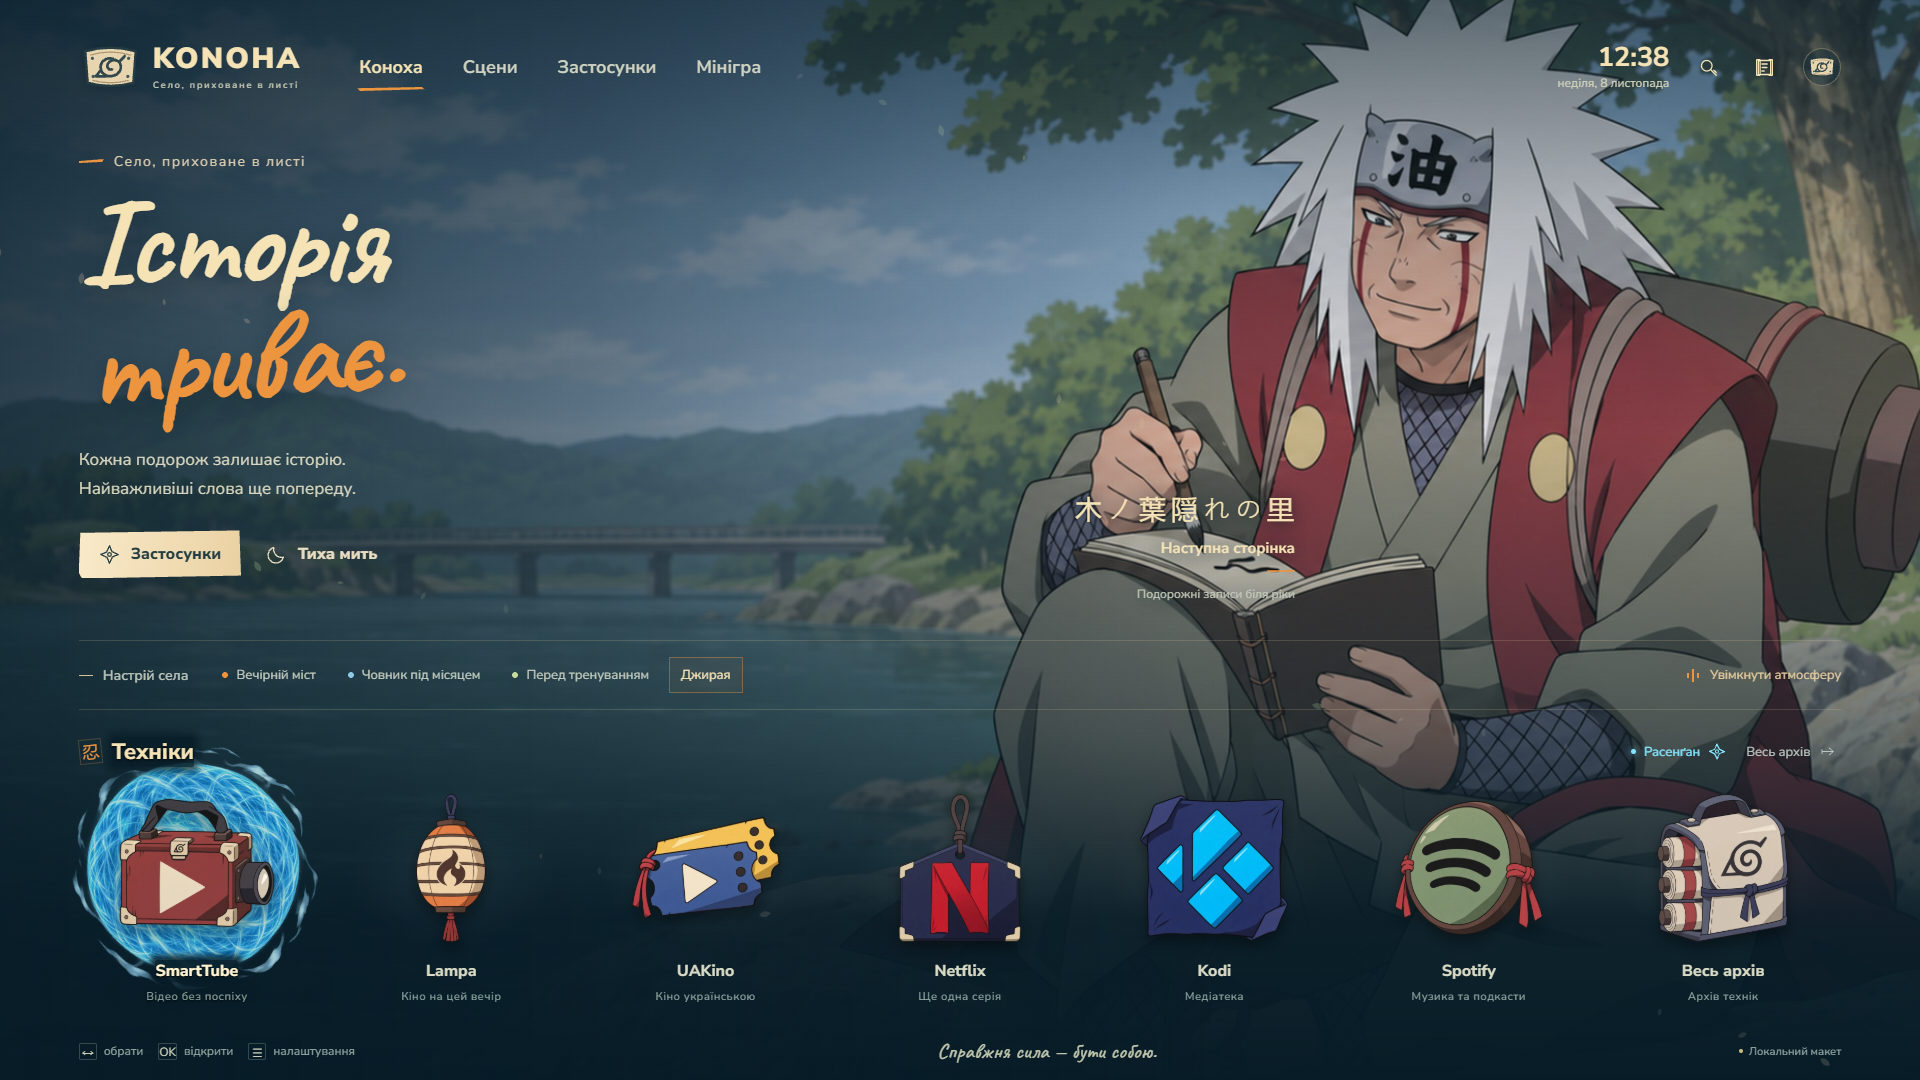 KONOHA
Село, приховане в листі
Коноха
Сцени
Застосунки
Мінігра
12:38
неділя, 8 листопада
油
Село, приховане в листі
Історія
триває.
Кожна подорож залишає історію.
Найважливіші слова ще попереду.
Застосунки
Тиха мить
木ノ葉隠れの里
Наступна сторінка
Подорожні записи біля ріки
Настрій села
Вечірній міст
Човник під місяцем
Перед тренуванням
Джирая
Увімкнути атмосферу
忍 Техніки
Расенґан
Весь архів
SmartTube
Відео без поспіху
Lampa
Кіно на цей вечір
UAKino
Кіно українською
N
Netflix
Ще одна серія
Kodi
Медіатека
Spotify
Музика та подкасти
Весь архів
Архів технік
обрати
OK відкрити
налаштування
Справжня сила — бути собою.
Локальний макет